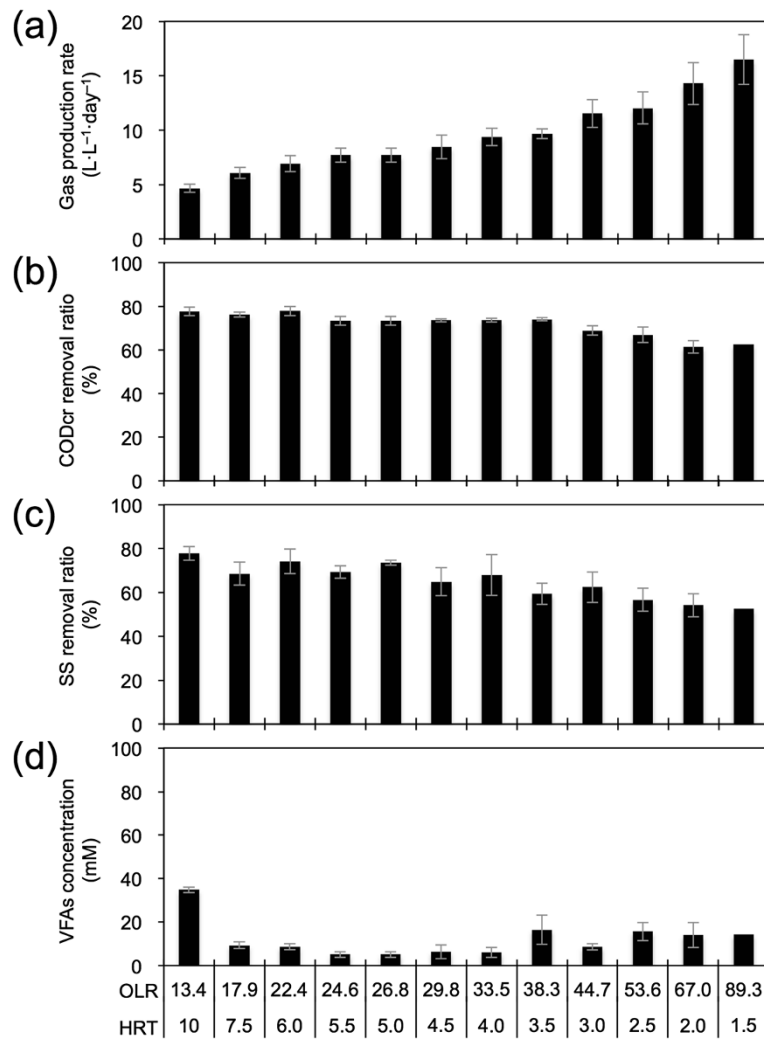 (a)
Gas production rate
(L·L⁻¹·day⁻¹)
20
15
10
5
0
(b)
CODcr removal ratio
(%)
100
80
60
40
20
0
(c)
SS removal ratio
(%)
100
80
60
40
20
0
(d)
VFAs concentration
(mM)
100
80
60
40
20
0
OLR 13.4 17.9 22.4 24.6 26.8 29.8 33.5 38.3 44.7 53.6 67.0 89.3
HRT 10 7.5 6.0 5.5 5.0 4.5 4.0 3.5 3.0 2.5 2.0 1.5